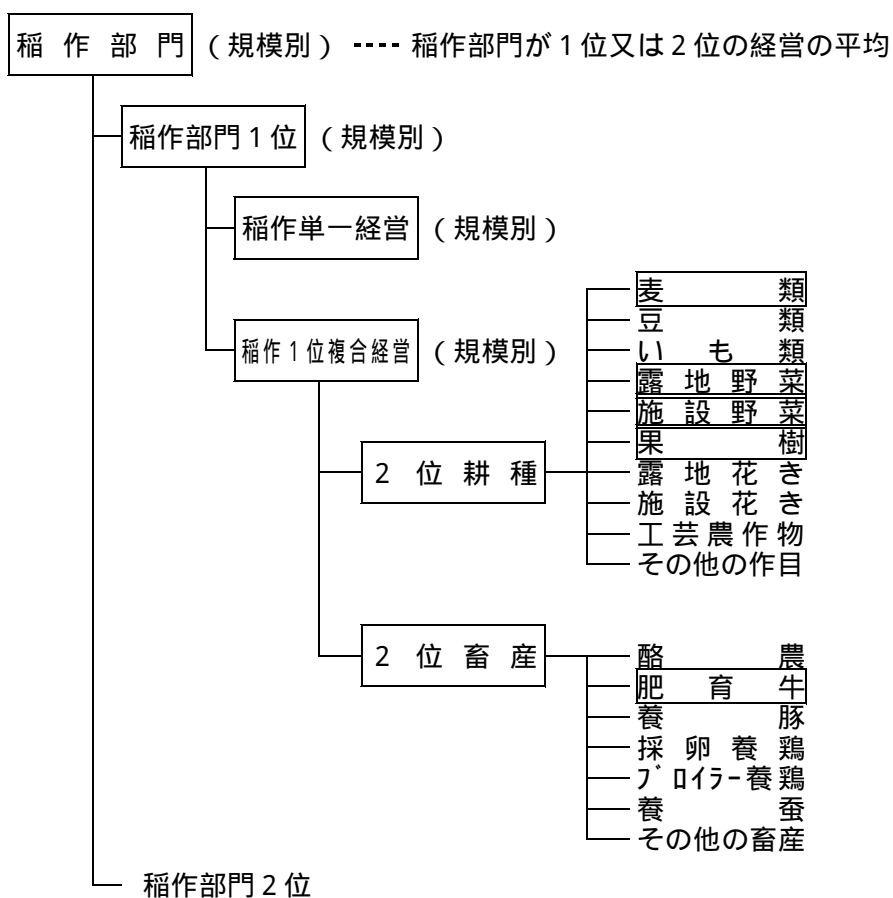 稲作部門 (規模別) ---- 稲作部門が1位又は2位の経営の平均
稲作部門1位 (規模別)
稲作単一経営 (規模別)
稲作1位複合経営 (規模別)
2位耕種
麦類
豆類
いも類
露地野菜
施設野菜
果樹
露地花き
施設花き
工芸農作物
その他の作目
2位畜産
酪農
肥育牛
養豚
採卵養鶏
ブロイラー養鶏
養蚕
その他の畜産
稲作部門2位